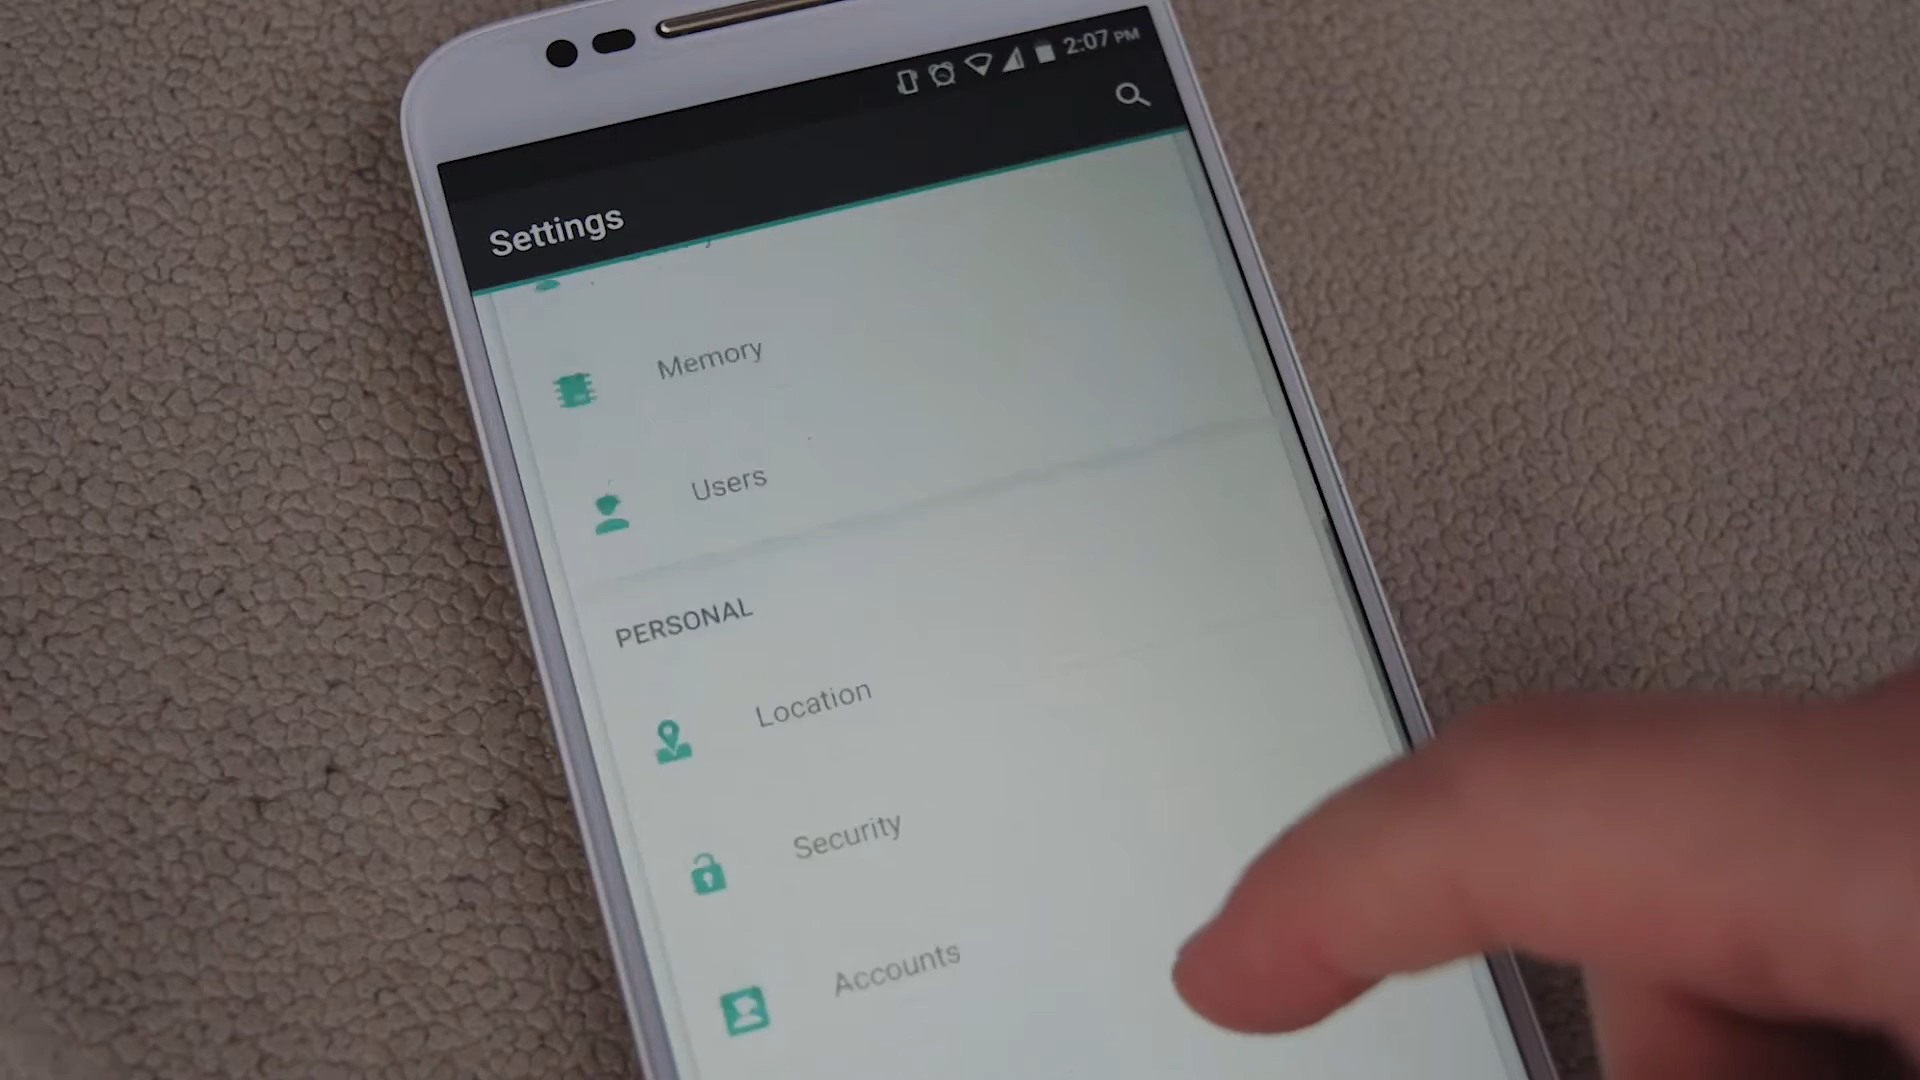 2:07 PM
Settings
Memory
Users
PERSONAL
Location
Security
Accounts